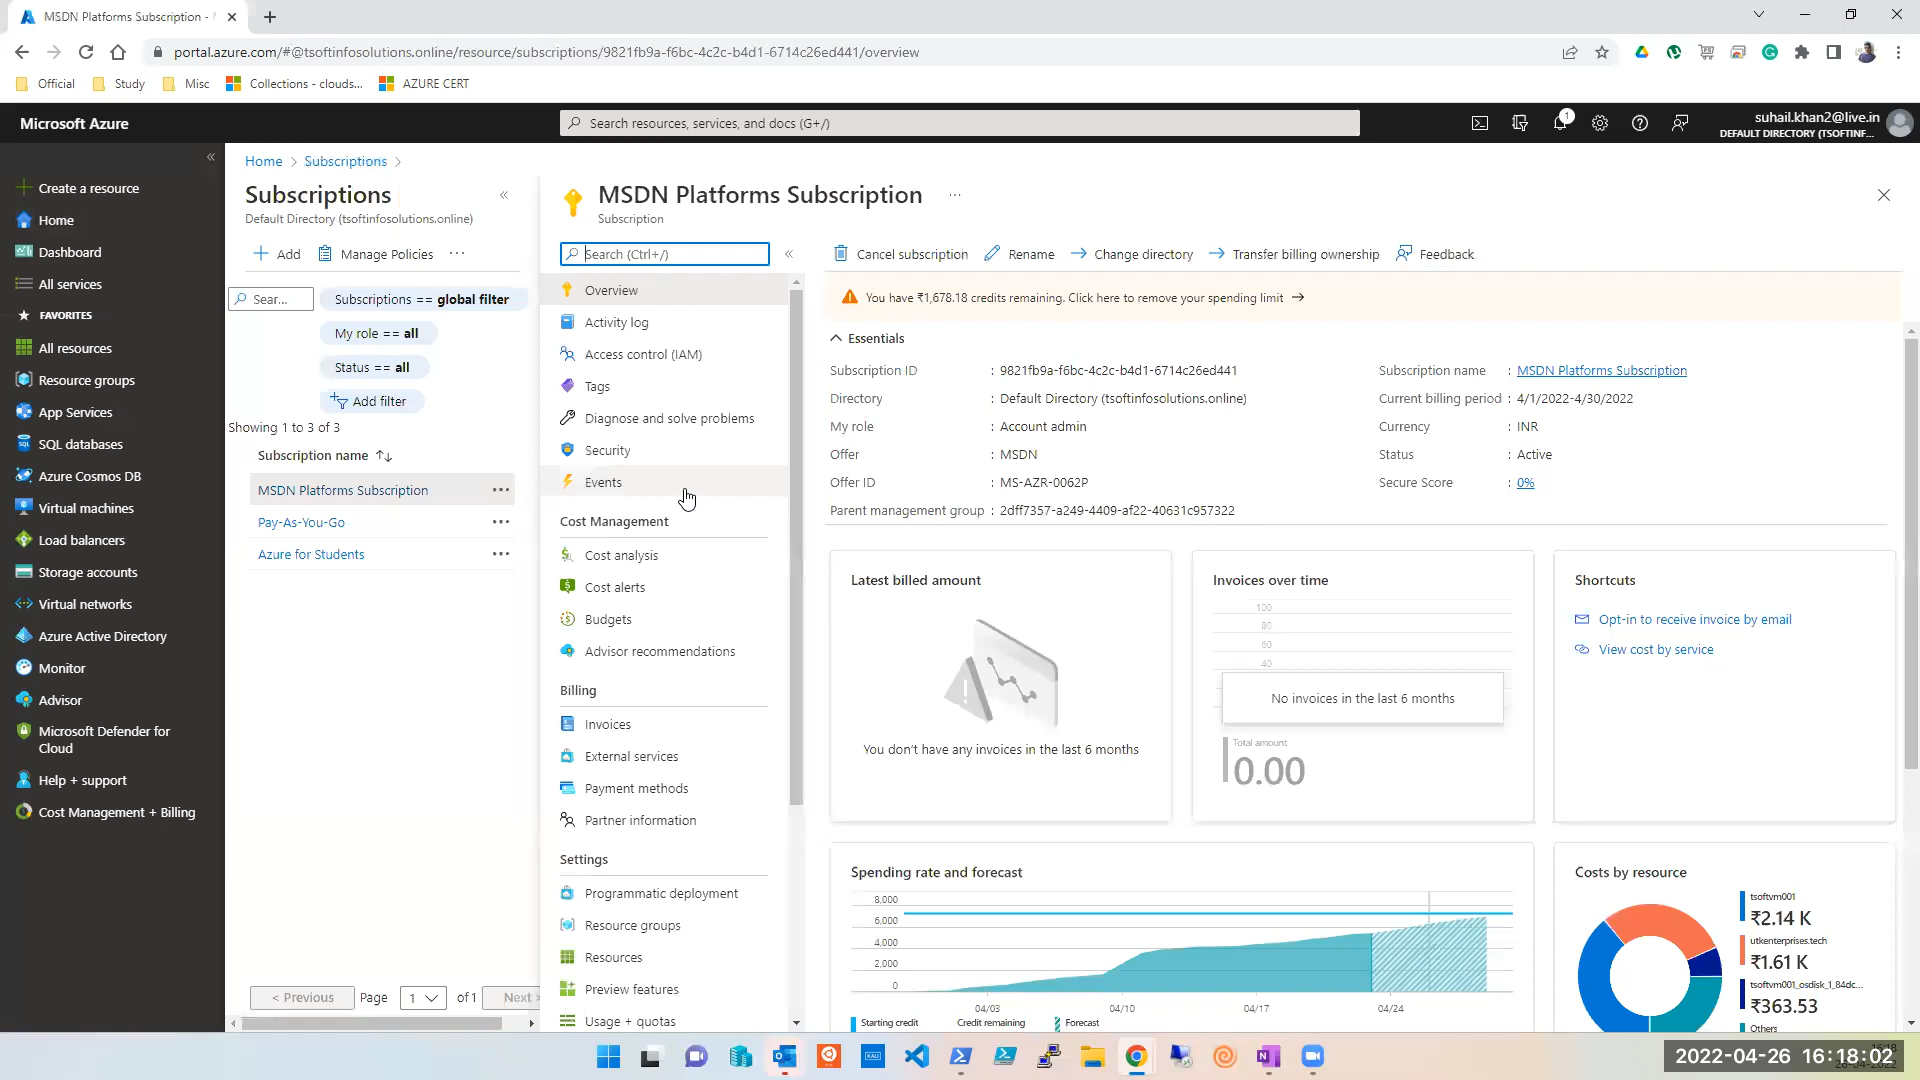 MSDN Platforms Subscription -
portal.azure.com/#@tsoftinfosolutions.online/resource/subscriptions/9821fb9a-f6bc-4c2c-b4d1-6714c26ed441/overview
Official Study Misc Collections - clouds... AZURE CERT
Microsoft Azure
Search resources, services, and docs (G+/)
1
suhail.khan2@live.in
DEFAULT DIRECTORY (TSOFTINF...
Create a resource
Home
Dashboard
All services
FAVORITES
All resources
Resource groups
App Services
SQL databases
Azure Cosmos DB
Virtual machines
Load balancers
Storage accounts
Virtual networks
Azure Active Directory
Monitor
Advisor
Microsoft Defender for
Cloud
Help + support
Cost Management + Billing
Home > Subscriptions >
Subscriptions
Default Directory (tsoftinfosolutions.online)
Add Manage Policies ...
Sear...
Subscriptions == global filter
My role == all
Status == all
Add filter
Showing 1 to 3 of 3
Subscription name
MSDN Platforms Subscription
Pay-As-You-Go
Azure for Students
< Previous Page 1 of 1 Next >
MSDN Platforms Subscription ...
Subscription
Search (Ctrl+/)
Overview
Activity log
Access control (IAM)
Tags
Diagnose and solve problems
Security
Events
Cost Management
Cost analysis
Cost alerts
Budgets
Advisor recommendations
Billing
Invoices
External services
Payment methods
Partner information
Settings
Programmatic deployment
Resource groups
Resources
Preview features
Usage + quotas
Cancel subscription Rename Change directory Transfer billing ownership Feedback
You have ₹1,678.18 credits remaining. Click here to remove your spending limit →
Essentials
Subscription ID : 9821fb9a-f6bc-4c2c-b4d1-6714c26ed441
Directory : Default Directory (tsoftinfosolutions.online)
My role : Account admin
Offer : MSDN
Offer ID : MS-AZR-0062P
Parent management group : 2dff7357-a249-4409-af22-40631c957322
Subscription name : MSDN Platforms Subscription
Current billing period : 4/1/2022-4/30/2022
Currency : INR
Status : Active
Secure Score : 0%
Latest billed amount
You don't have any invoices in the last 6 months
Invoices over time
100
80
60
40
No invoices in the last 6 months
Total amount
0.00
Shortcuts
Opt-in to receive invoice by email
View cost by service
Spending rate and forecast
8,000
6,000
4,000
2,000
0
04/03 04/10 04/17 04/24
Starting credit Credit remaining Forecast
Costs by resource
tsoftvm001
₹2.14 K
utkenterprises.tech
₹1.61 K
tsoftvm001_osdisk_1_84dc...
₹363.53
Others
KALI
2022-04-26 16:18:02